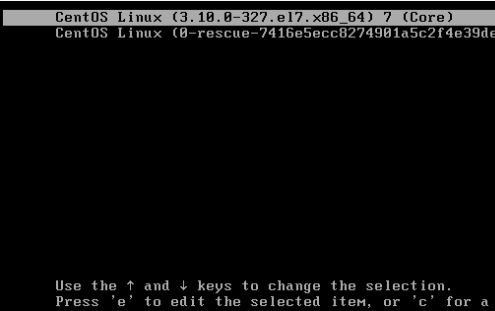 CentOS Linux (3.10.0-327.el7.x86_64) 7 (Core)
CentOS Linux (0-rescue-7416e5ecc8274901a5c2f4e39de
Use the ↑ and ↓ keys to change the selection.
Press 'e' to edit the selected item, or 'c' for a